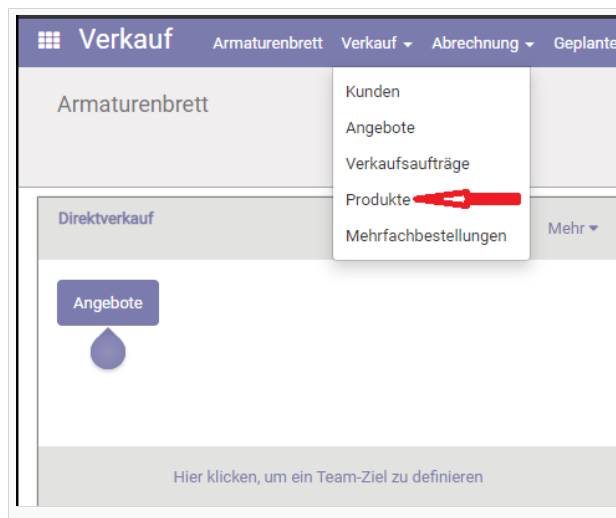 Verkauf Armaturenbrett Verkauf Abrechnung Geplante
Armaturenbrett
Kunden
Angebote
Verkaufsaufträge
Produkte
Mehrfachbestellungen
Direktverkauf
Mehr
Angebote
Hier klicken, um ein Team-Ziel zu definieren